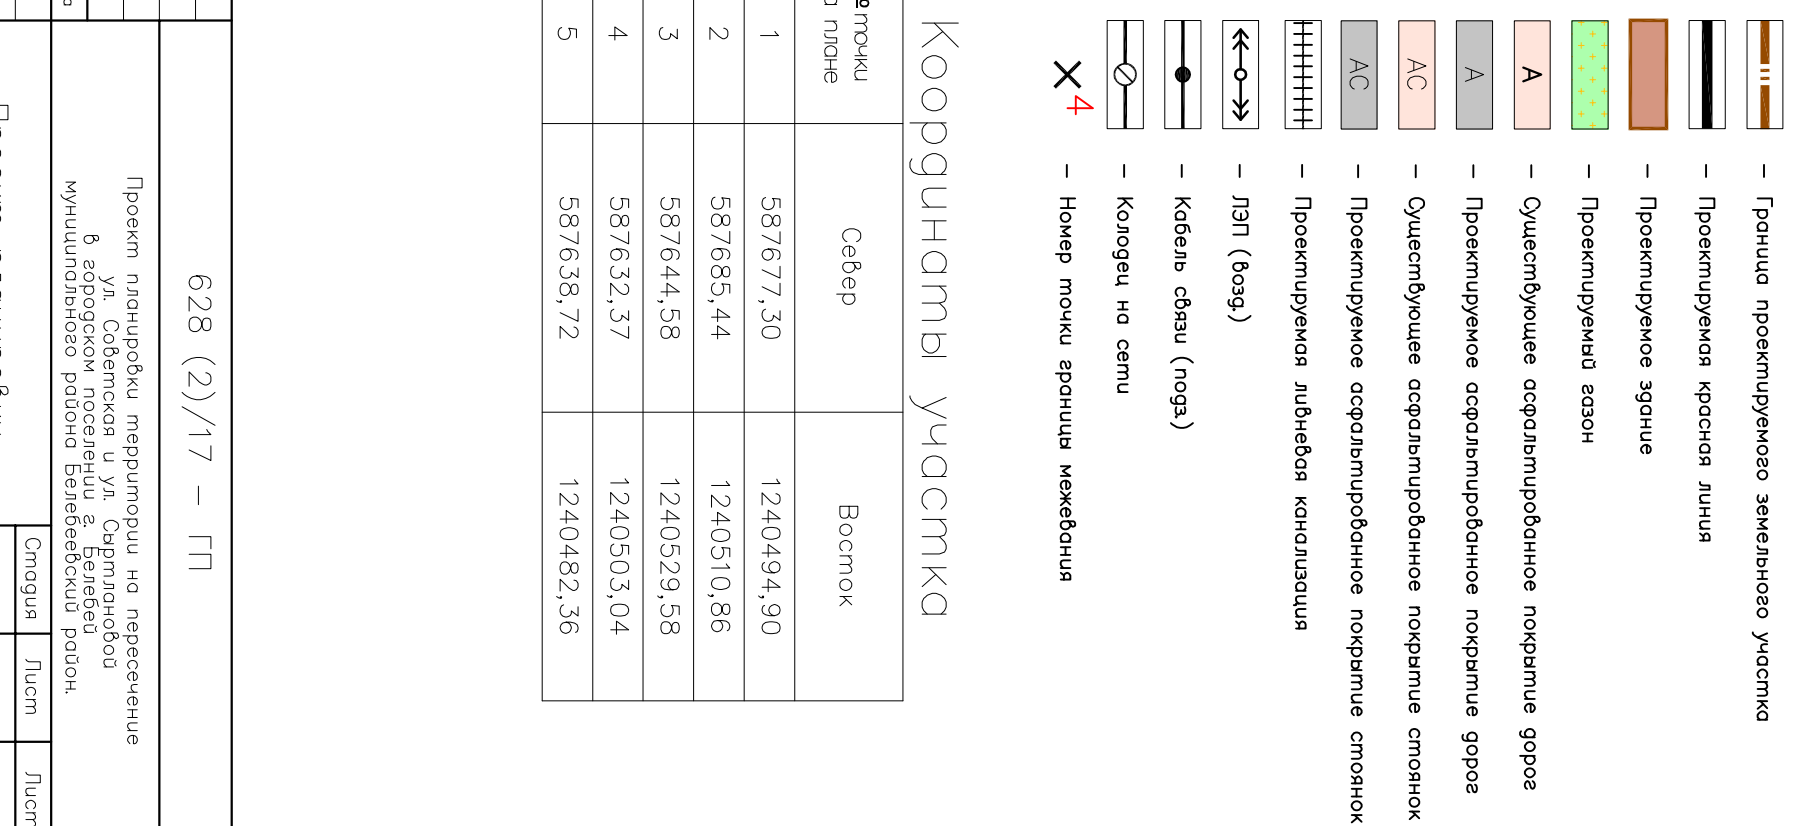 – Граница проектируемого земельного участка
– Проектируемая красная линия
– Проектируемое здание
– Проектируемый газон
А – Существующее асфальтированное покрытие дорог
А – Проектируемое асфальтированное покрытие дорог
АС – Существующее асфальтированное покрытие стоянок
АС – Проектируемое асфальтированное покрытие стоянок
– Проектируемая ливневая канализация
– ЛЭП (возд.)
– Кабель связи (подз.)
– Колодец на сети
4 – Номер точки границы межевания
Координаты участка
№ точки
а плане
Север
Восток
1 587677,30 1240494,90
2 587685,44 1240510,86
3 587644,58 1240529,58
4 587632,37 1240503,04
5 587638,72 1240482,36
628 (2)/17 – ГП
Проект планировки территории на пересечение
ул. Советская и ул. Сыртлановой
в городском поселении г. Белебей
муниципального района Белебеевский район.
Стадия Лист Лист